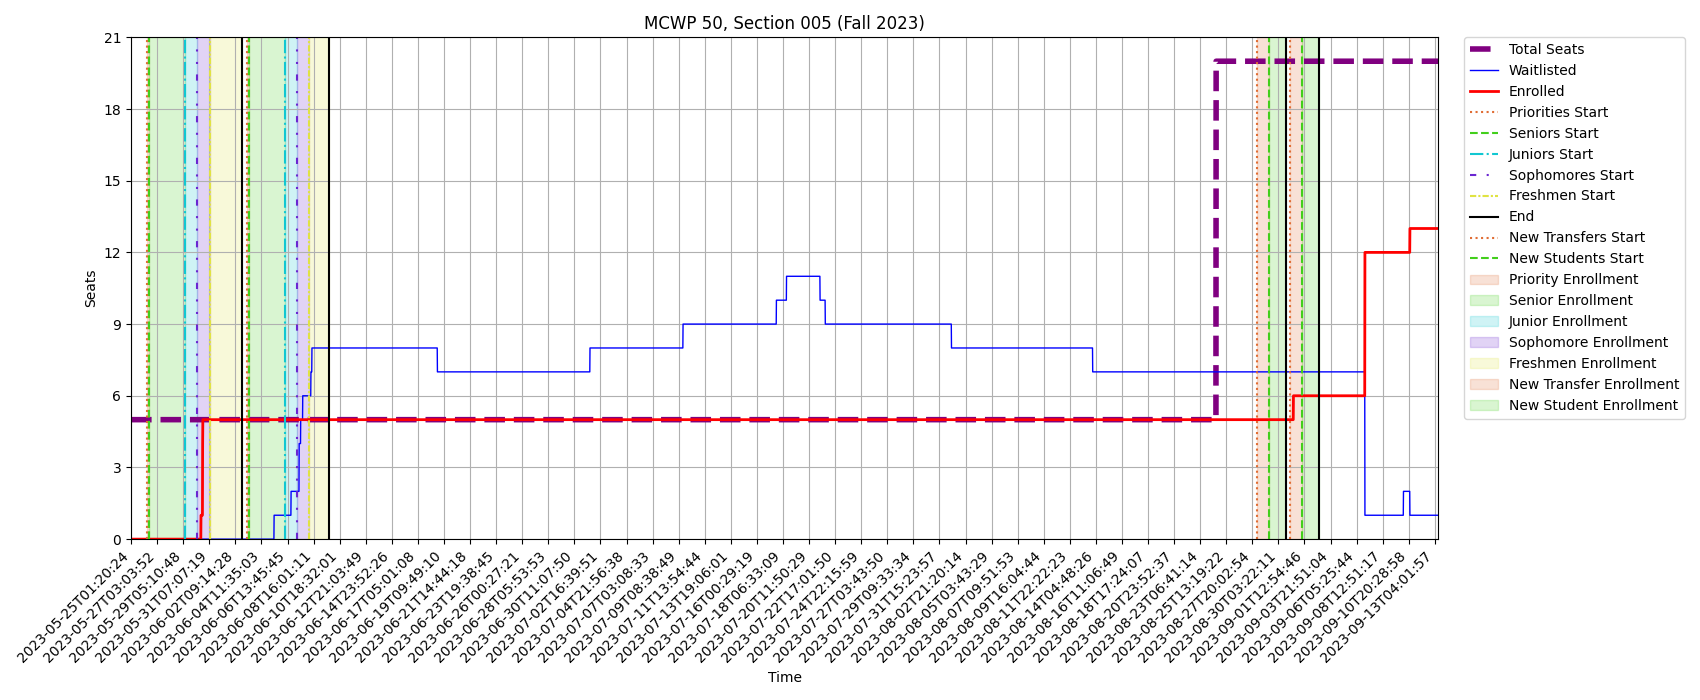 MCWP 50, Section 005 (Fall 2023)
Seats
21
18
15
12
9
6
3
0
2023-05-25T01:20:24
2023-05-27T03:03:52
2023-05-29T05:10:48
2023-05-31T07:07:19
2023-06-02T09:14:28
2023-06-04T11:35:03
2023-06-06T13:45:45
2023-06-08T16:01:11
2023-06-10T18:32:01
2023-06-12T21:03:49
2023-06-14T23:52:26
2023-06-17T05:01:08
2023-06-19T09:49:10
2023-06-21T14:44:18
2023-06-23T19:38:45
2023-06-26T00:27:21
2023-06-28T05:53:53
2023-06-30T11:07:50
2023-07-02T16:39:51
2023-07-04T21:56:38
2023-07-07T03:08:33
2023-07-09T08:38:49
2023-07-11T13:54:44
2023-07-13T19:06:01
2023-07-16T00:29:19
2023-07-18T06:33:09
2023-07-20T11:50:29
2023-07-22T17:01:50
2023-07-24T22:15:59
2023-07-27T03:43:50
2023-07-29T09:33:34
2023-07-31T15:23:57
2023-08-02T21:20:14
2023-08-05T03:43:29
2023-08-07T09:51:53
2023-08-09T16:04:44
2023-08-11T22:22:23
2023-08-14T04:48:26
2023-08-16T11:06:49
2023-08-18T17:24:07
2023-08-20T23:52:37
2023-08-23T06:41:14
2023-08-25T13:19:22
2023-08-27T20:02:54
2023-08-30T03:22:11
2023-09-01T12:54:46
2023-09-03T21:51:04
2023-09-06T05:25:44
2023-09-08T12:51:17
2023-09-10T20:28:58
2023-09-13T04:01:57
Time
Total Seats
Waitlisted
Enrolled
Priorities Start
Seniors Start
Juniors Start
Sophomores Start
Freshmen Start
End
New Transfers Start
New Students Start
Priority Enrollment
Senior Enrollment
Junior Enrollment
Sophomore Enrollment
Freshmen Enrollment
New Transfer Enrollment
New Student Enrollment